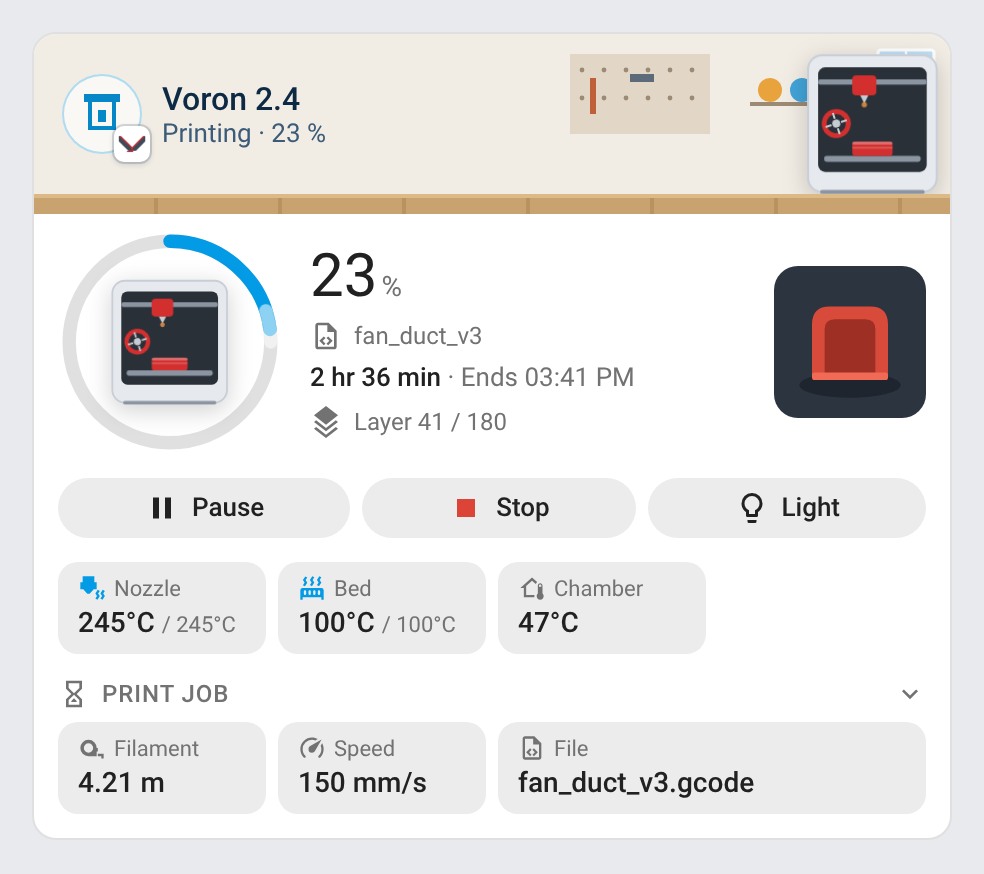 Voron 2.4
Printing · 23 %
23 %
fan_duct_v3
2 hr 36 min · Ends 03:41 PM
Layer 41 / 180
Pause
Stop
Light
Nozzle
245°C / 245°C
Bed
100°C / 100°C
Chamber
47°C
PRINT JOB
Filament
4.21 m
Speed
150 mm/s
File
fan_duct_v3.gcode